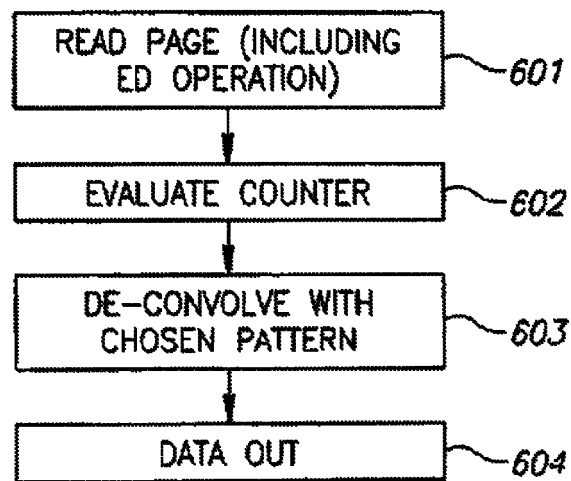 READ PAGE (INCLUDING
ED OPERATION)
601
EVALUATE COUNTER
602
DE-CONVOLVE WITH
CHOSEN PATTERN
603
DATA OUT
604